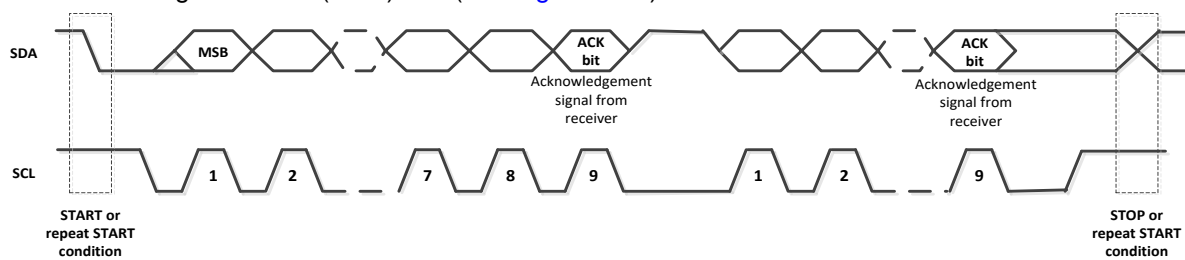 SDA
MSB
ACK
bit
Acknowledgement
signal from
receiver
ACK
bit
Acknowledgement
signal from
receiver
SCL
1
2
7
8
9
1
2
9
START or
repeat START
condition
STOP or
repeat START
condition